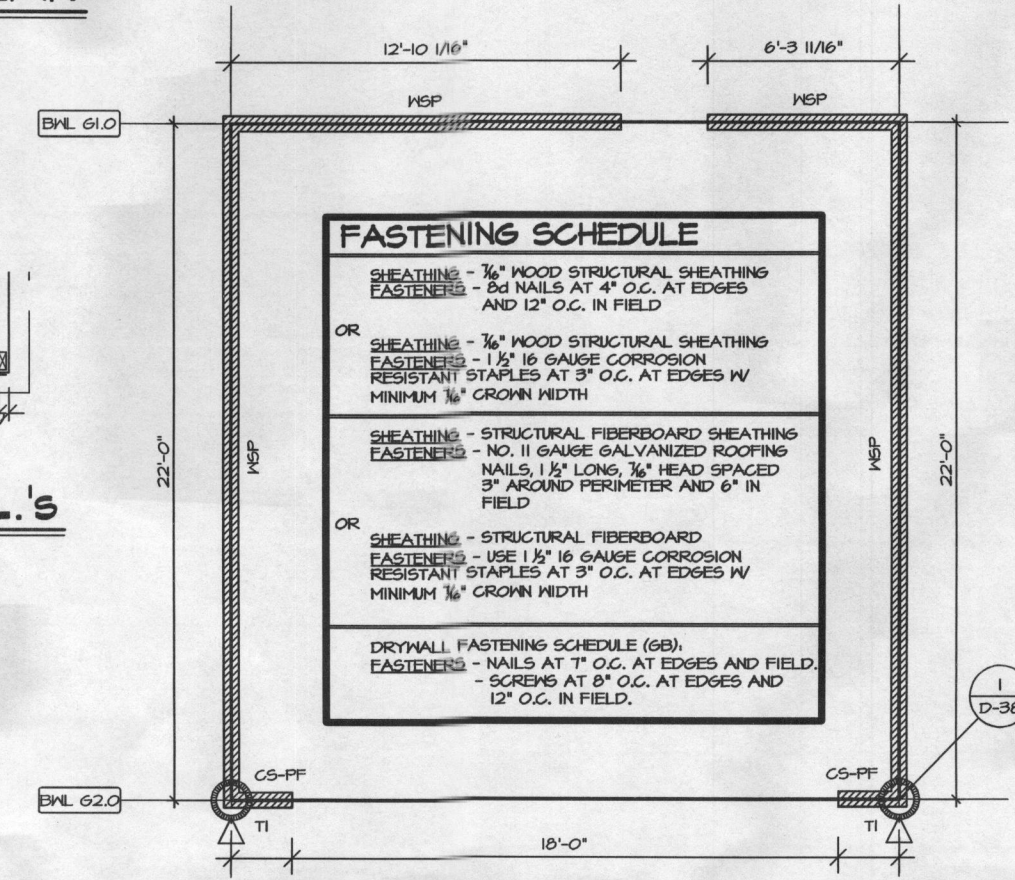 12'-10 1/16"
6'-3 11/16"
WSP
WSP
BWL G1.0
FASTENING SCHEDULE
SHEATHING - 7/16" WOOD STRUCTURAL SHEATHING
FASTENERS - 8d NAILS AT 4" O.C. AT EDGES
AND 12" O.C. IN FIELD
OR
SHEATHING - 7/16" WOOD STRUCTURAL SHEATHING
FASTENERS - 1 1/2" 16 GAUGE CORROSION
RESISTANT STAPLES AT 3" O.C. AT EDGES W/
MINIMUM 7/16" CROWN WIDTH
SHEATHING - STRUCTURAL FIBERBOARD SHEATHING
FASTENERS - NO. 11 GAUGE GALVANIZED ROOFING
NAILS, 1 1/2" LONG, 7/16" HEAD SPACED
3" AROUND PERIMETER AND 6" IN
FIELD
OR
SHEATHING - STRUCTURAL FIBERBOARD
FASTENERS - USE 1 1/2" 16 GAUGE CORROSION
RESISTANT STAPLES AT 3" O.C. AT EDGES W/
MINIMUM 7/16" CROWN WIDTH
DRYWALL FASTENING SCHEDULE (GB):
FASTENERS - NAILS AT 7" O.C. AT EDGES AND FIELD.
- SCREWS AT 8" O.C. AT EDGES AND
12" O.C. IN FIELD.
22'-0"
WSP
WSP
22'-0"
L.'S
1
D-38
CS-PF
CS-PF
BWL G2.0
T1
T1
18'-0"